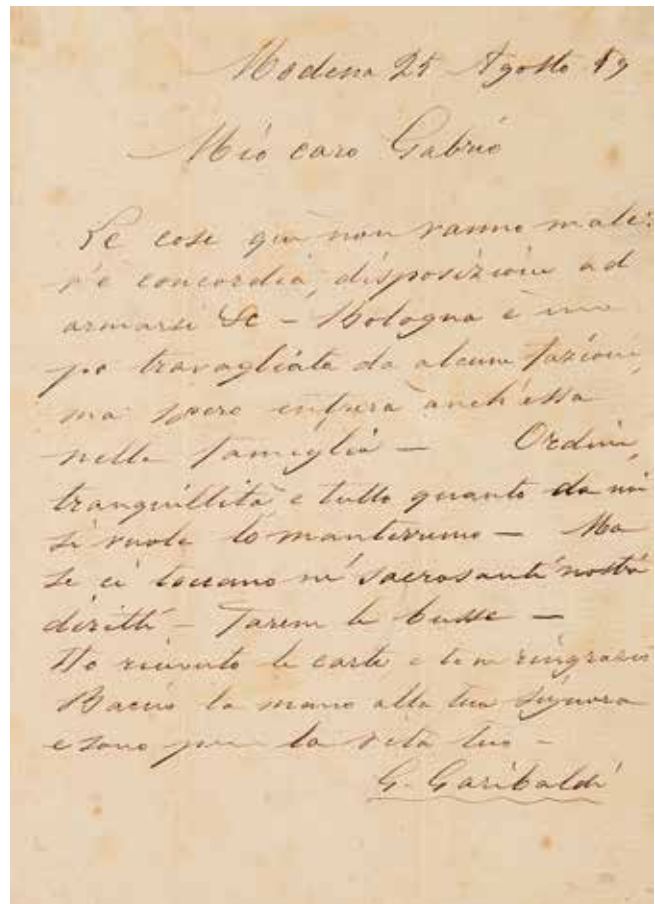 Modena 25 Agosto 59
Mio caro Gabrio
Le cose qui non vanno male:
v'è concordia, disposizione ad
armarsi &c – Bologna è un
po travagliata da alcune fazioni,
ma spero entrerà anch'essa
nella famiglia – Ordine,
tranquillità e tutto quanto da noi
si vuole lo manterremo – Ma
se ci toccano ne' sacrosanti nostri
diritti – Farem le busse –
Ho ricevuto le carte e te ne ringrazio
Bacio la mano alla tua Signora
e sono per la vita tuo –
G. Garibaldi